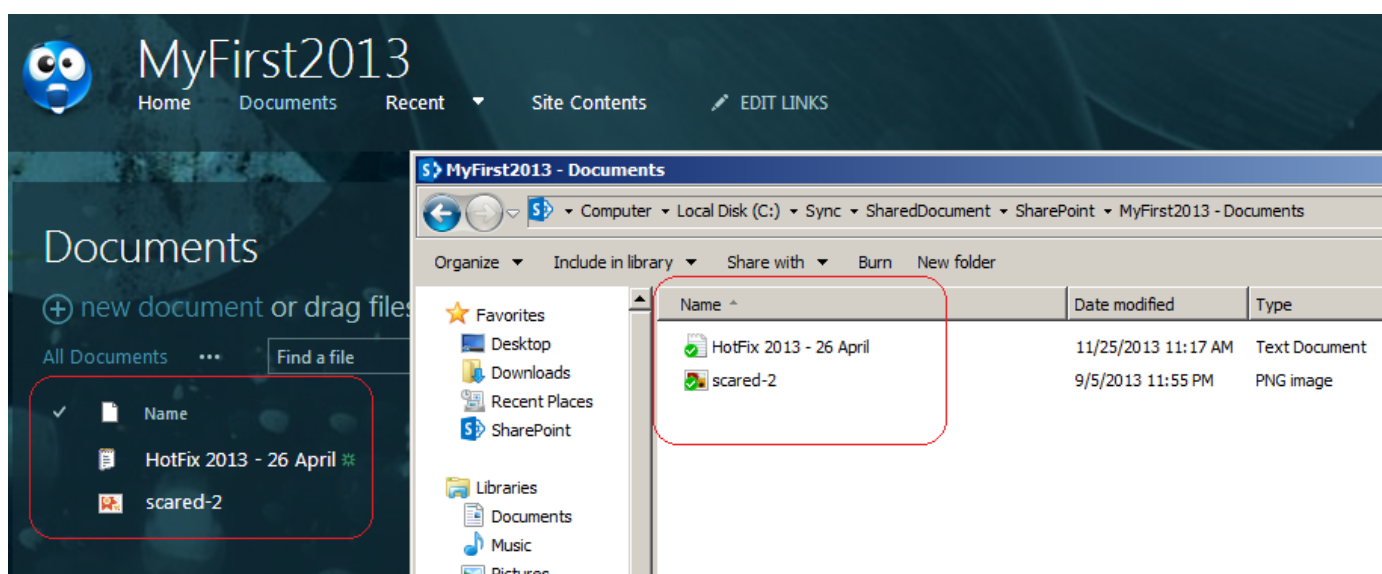 MyFirst2013
Home Documents Recent Site Contents EDIT LINKS
Documents
new document or drag files
All Documents ... Find a file
Name
HotFix 2013 - 26 April
scared-2
MyFirst2013 - Documents
Computer Local Disk (C:) Sync SharedDocument SharePoint MyFirst2013 - Documents
Organize Include in library Share with Burn New folder
Favorites
Desktop
Downloads
Recent Places
SharePoint
Libraries
Documents
Music
Pictures
Name Date modified Type
HotFix 2013 - 26 April 11/25/2013 11:17 AM Text Document
scared-2 9/5/2013 11:55 PM PNG image